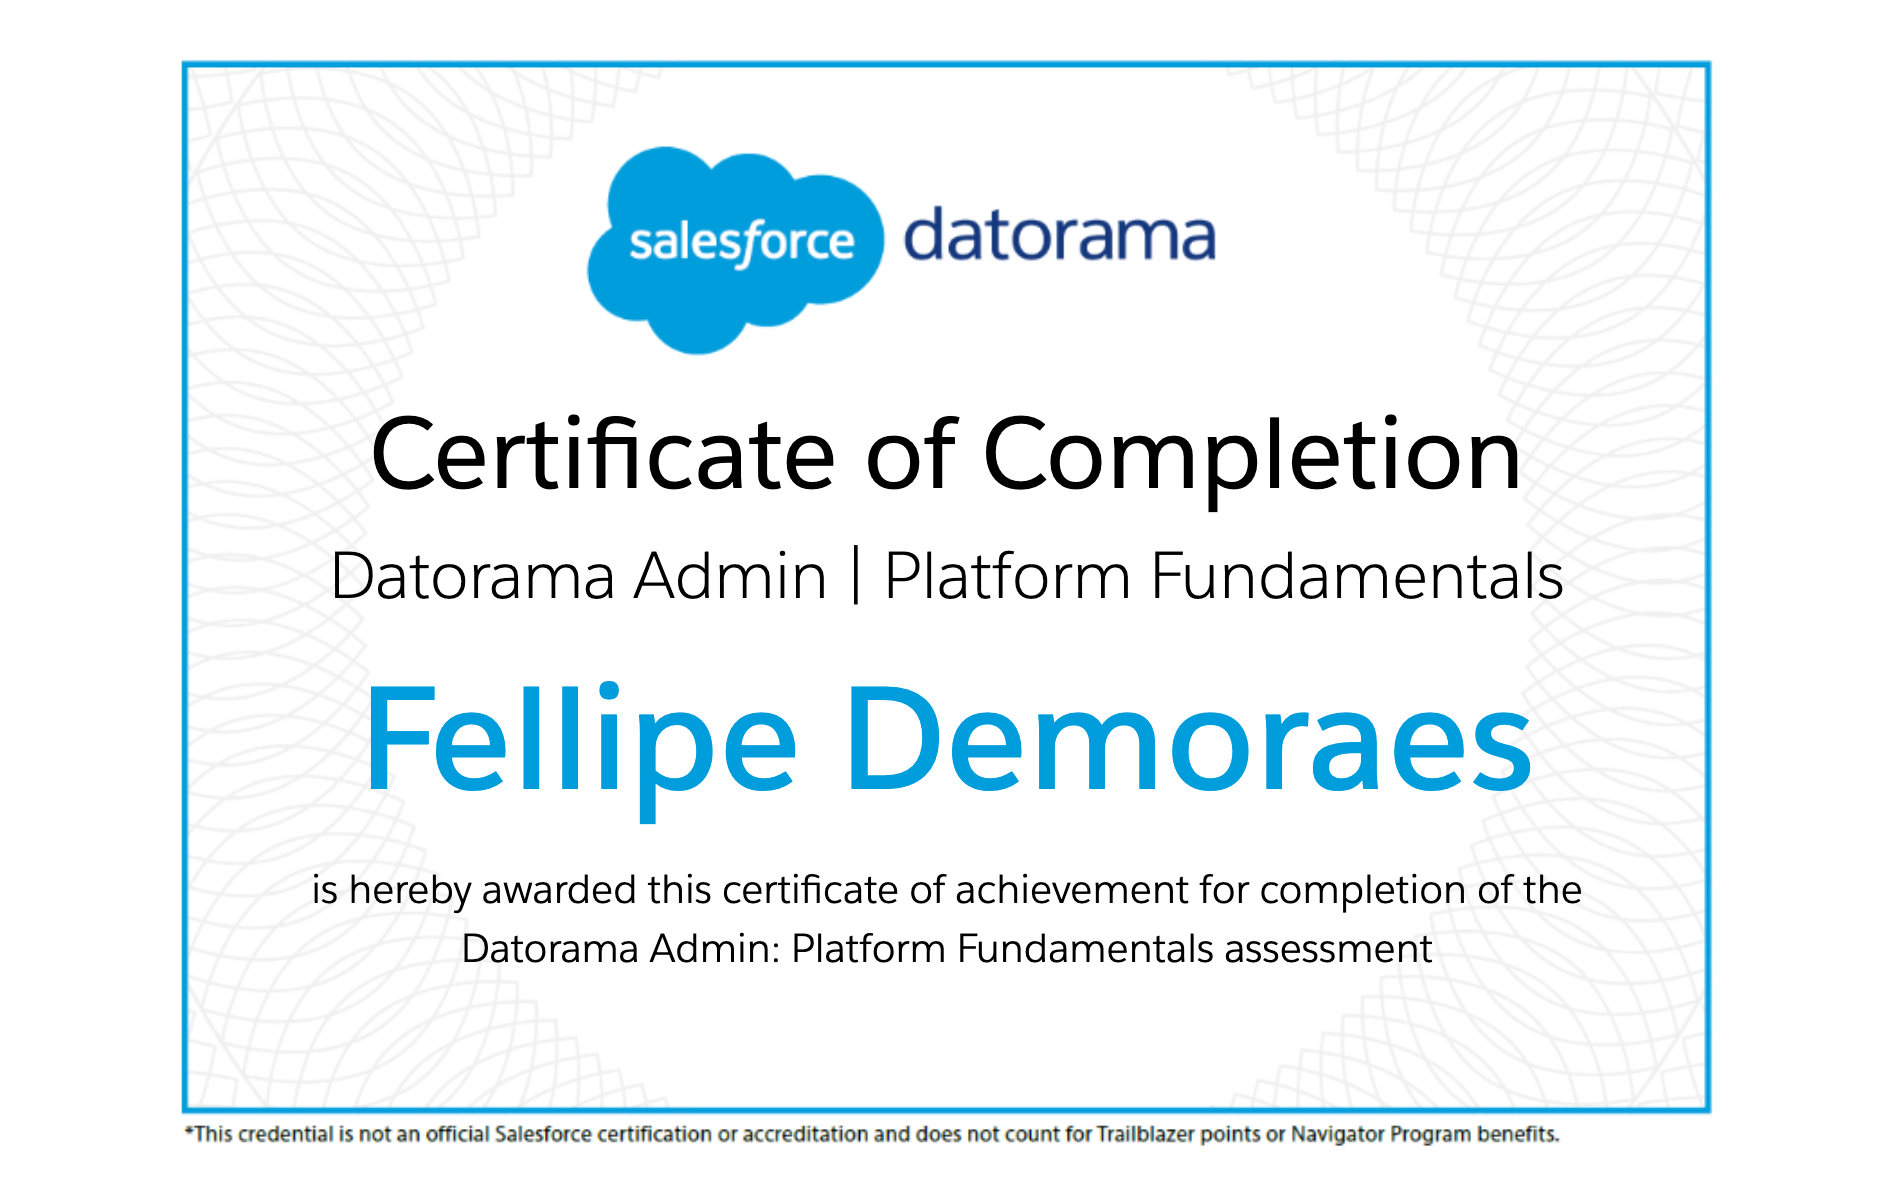 salesforce datorama
Certificate of Completion
Datorama Admin | Platform Fundamentals
Fellipe Demoraes
is hereby awarded this certificate of achievement for completion of the
Datorama Admin: Platform Fundamentals assessment
*This credential is not an official Salesforce certification or accreditation and does not count for Trailblazer points or Navigator Program benefits.